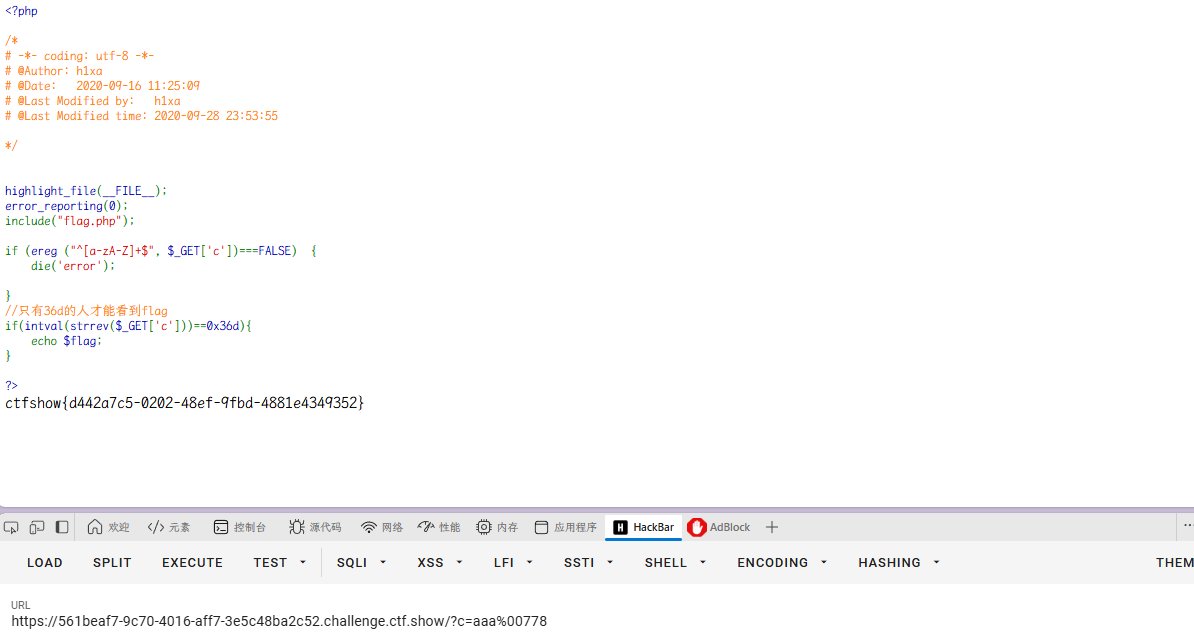 <?php
/*
# -*- coding: utf-8 -*-
# @Author: h1xa
# @Date:   2020-09-16 11:25:09
# @Last Modified by:   h1xa
# @Last Modified time: 2020-09-28 23:53:55
*/
highlight_file(__FILE__);
error_reporting(0);
include("flag.php");
if (ereg ("^[a-zA-Z]+$", $_GET['c'])===FALSE)  {
    die('error');
}
//只有36d的人才能看到flag
if(intval(strrev($_GET['c']))==0x36d){
    echo $flag;
}
?>
ctfshow{d442a7c5-0202-48ef-9fbd-4881e4349352}
欢迎 </> 元素 控制台 源代码 网络 性能 内存 应用程序 H HackBar AdBlock + ...
LOAD SPLIT EXECUTE TEST SQLI XSS LFI SSTI SHELL ENCODING HASHING THEM
URL
https://561beaf7-9c70-4016-aff7-3e5c48ba2c52.challenge.ctf.show/?c=aaa%00778